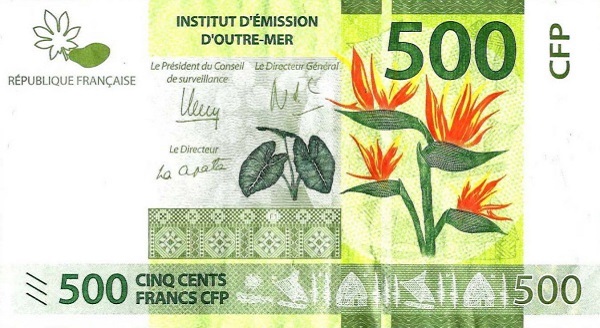 INSTITUT D'ÉMISSION
D'OUTRE-MER
500
CFP
RÉPUBLIQUE FRANÇAISE
Le Président du Conseil
de surveillance
Le Directeur Général
Le Directeur
500 CINQ CENTS
FRANCS CFP
500